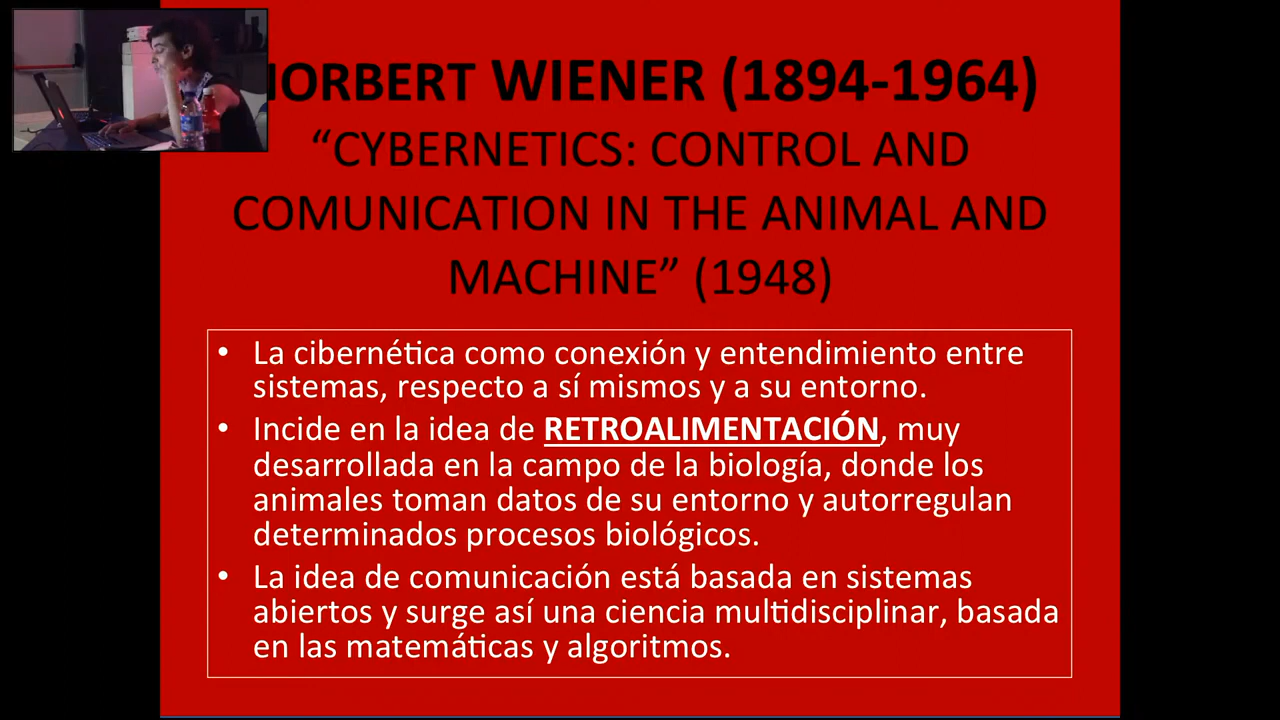 NORBERT WIENER (1894-1964)
“CYBERNETICS: CONTROL AND
COMUNICATION IN THE ANIMAL AND
MACHINE” (1948)
• La cibernética como conexión y entendimiento entre
sistemas, respecto a sí mismos y a su entorno.
• Incide en la idea de RETROALIMENTACIÓN, muy
desarrollada en la campo de la biología, donde los
animales toman datos de su entorno y autorregulan
determinados procesos biológicos.
• La idea de comunicación está basada en sistemas
abiertos y surge así una ciencia multidisciplinar, basada
en las matemáticas y algoritmos.